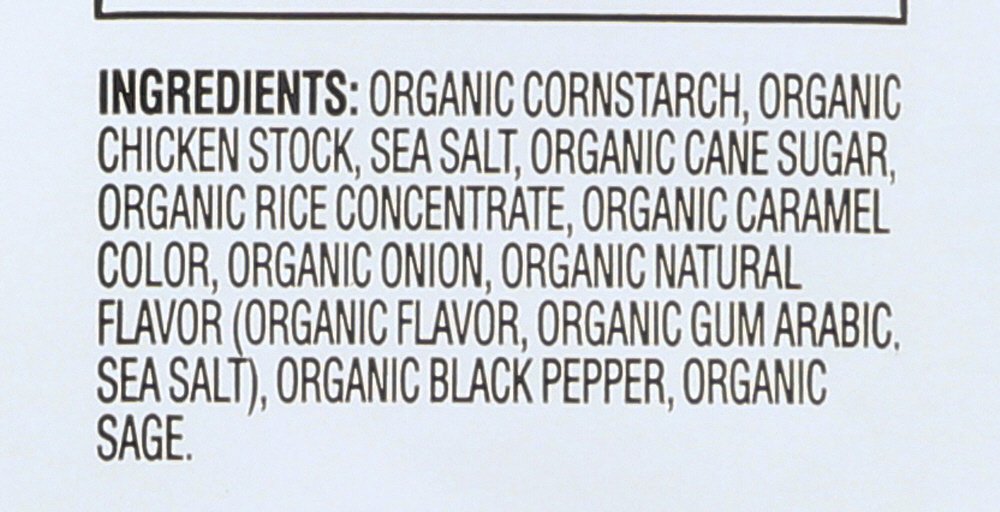 INGREDIENTS: ORGANIC CORNSTARCH, ORGANIC
CHICKEN STOCK, SEA SALT, ORGANIC CANE SUGAR,
ORGANIC RICE CONCENTRATE, ORGANIC CARAMEL
COLOR, ORGANIC ONION, ORGANIC NATURAL
FLAVOR (ORGANIC FLAVOR, ORGANIC GUM ARABIC,
SEA SALT), ORGANIC BLACK PEPPER, ORGANIC
SAGE.